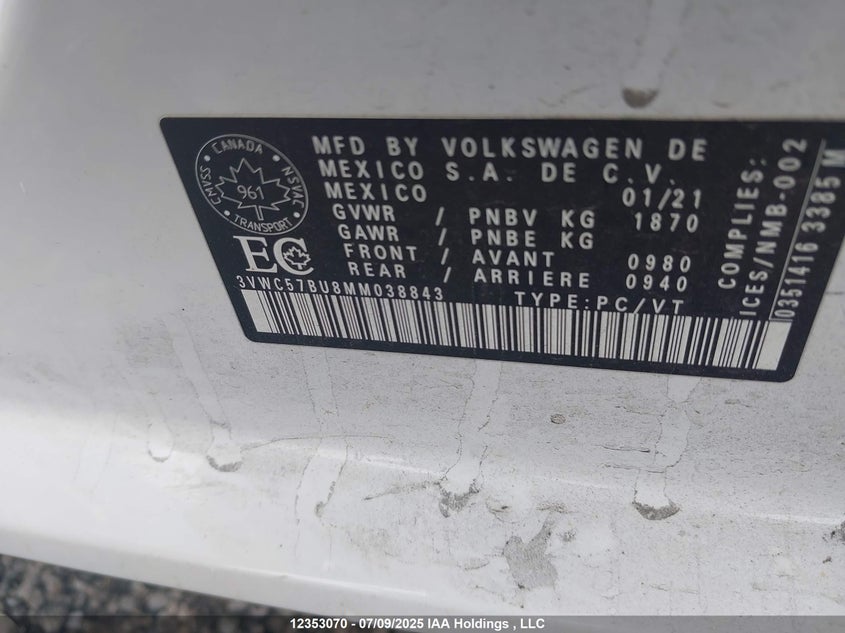 CANADA
CMVSS 961 NSVAC
TRANSPORT
EC
MFD BY VOLKSWAGEN DE
MEXICO S.A. DE C.V.
MEXICO 01/21
GVWR / PNBV KG 1870
GAWR / PNBE KG
FRONT / AVANT 0980
REAR / ARRIERE 0940
3VWC57BU8MM038843 TYPE:PC/VT
COMPLIES:
ICES/NMB-002
0351416 3385 M
12353070 - 07/09/2025 IAA Holdings , LLC